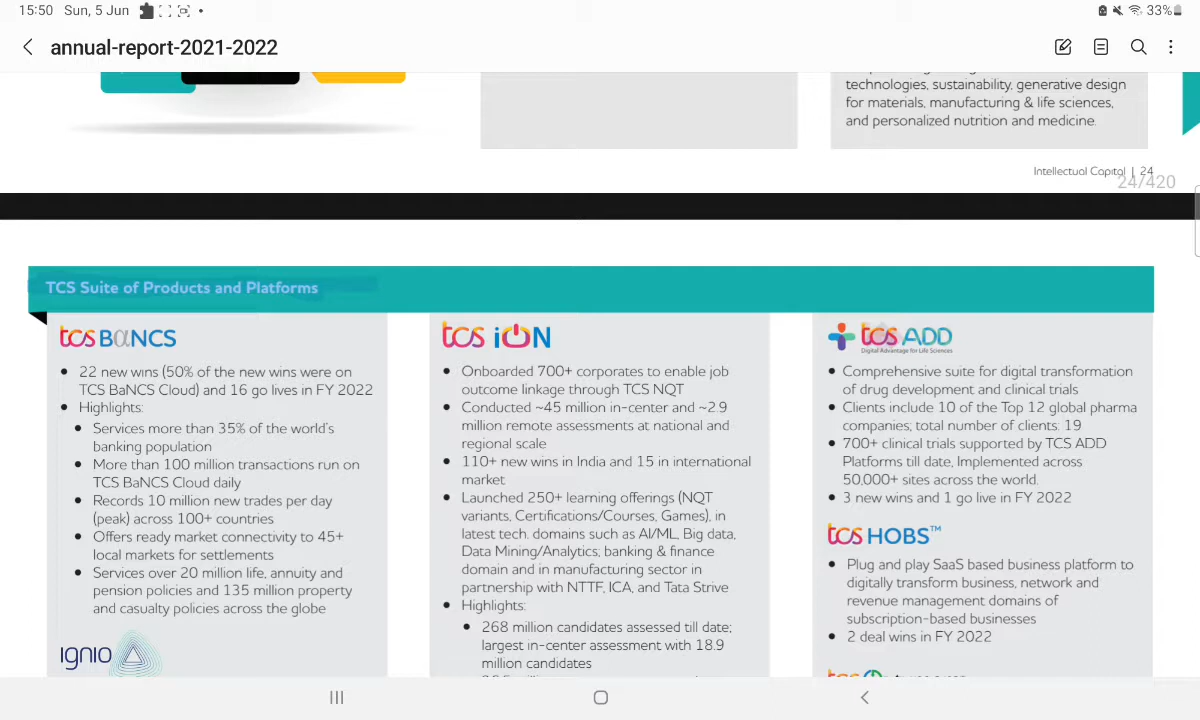 15:50 Sun, 5 Jun
33%
annual-report-2021-2022
technologies, sustainability, generative design
for materials, manufacturing & life sciences,
and personalized nutrition and medicine.
Intellectual Capital | 24
24/420
TCS Suite of Products and Platforms
tcs BαNCS
• 22 new wins (50% of the new wins were on
TCS BaNCS Cloud) and 16 go lives in FY 2022
• Highlights:
• Services more than 35% of the world's
banking population
• More than 100 million transactions run on
TCS BaNCS Cloud daily
• Records 10 million new trades per day
(peak) across 100+ countries
• Offers ready market connectivity to 45+
local markets for settlements
• Services over 20 million life, annuity and
pension policies and 135 million property
and casualty policies across the globe
ignio
tcs iON
• Onboarded 700+ corporates to enable job
outcome linkage through TCS NQT
• Conducted ~45 million in-center and ~2.9
million remote assessments at national and
regional scale
• 110+ new wins in India and 15 in international
market
• Launched 250+ learning offerings (NQT
variants, Certifications/Courses, Games), in
latest tech. domains such as AI/ML, Big data,
Data Mining/Analytics; banking & finance
domain and in manufacturing sector in
partnership with NTTF, ICA, and Tata Strive
• Highlights:
• 268 million candidates assessed till date;
largest in-center assessment with 18.9
million candidates
tcs ADD
Digital Advantage for Life Sciences
• Comprehensive suite for digital transformation
of drug development and clinical trials
• Clients include 10 of the Top 12 global pharma
companies; total number of clients: 19
• 700+ clinical trials supported by TCS ADD
Platforms till date, Implemented across
50,000+ sites across the world.
• 3 new wins and 1 go live in FY 2022
tcs HOBS™
• Plug and play SaaS based business platform to
digitally transform business, network and
revenue management domains of
subscription-based businesses
• 2 deal wins in FY 2022